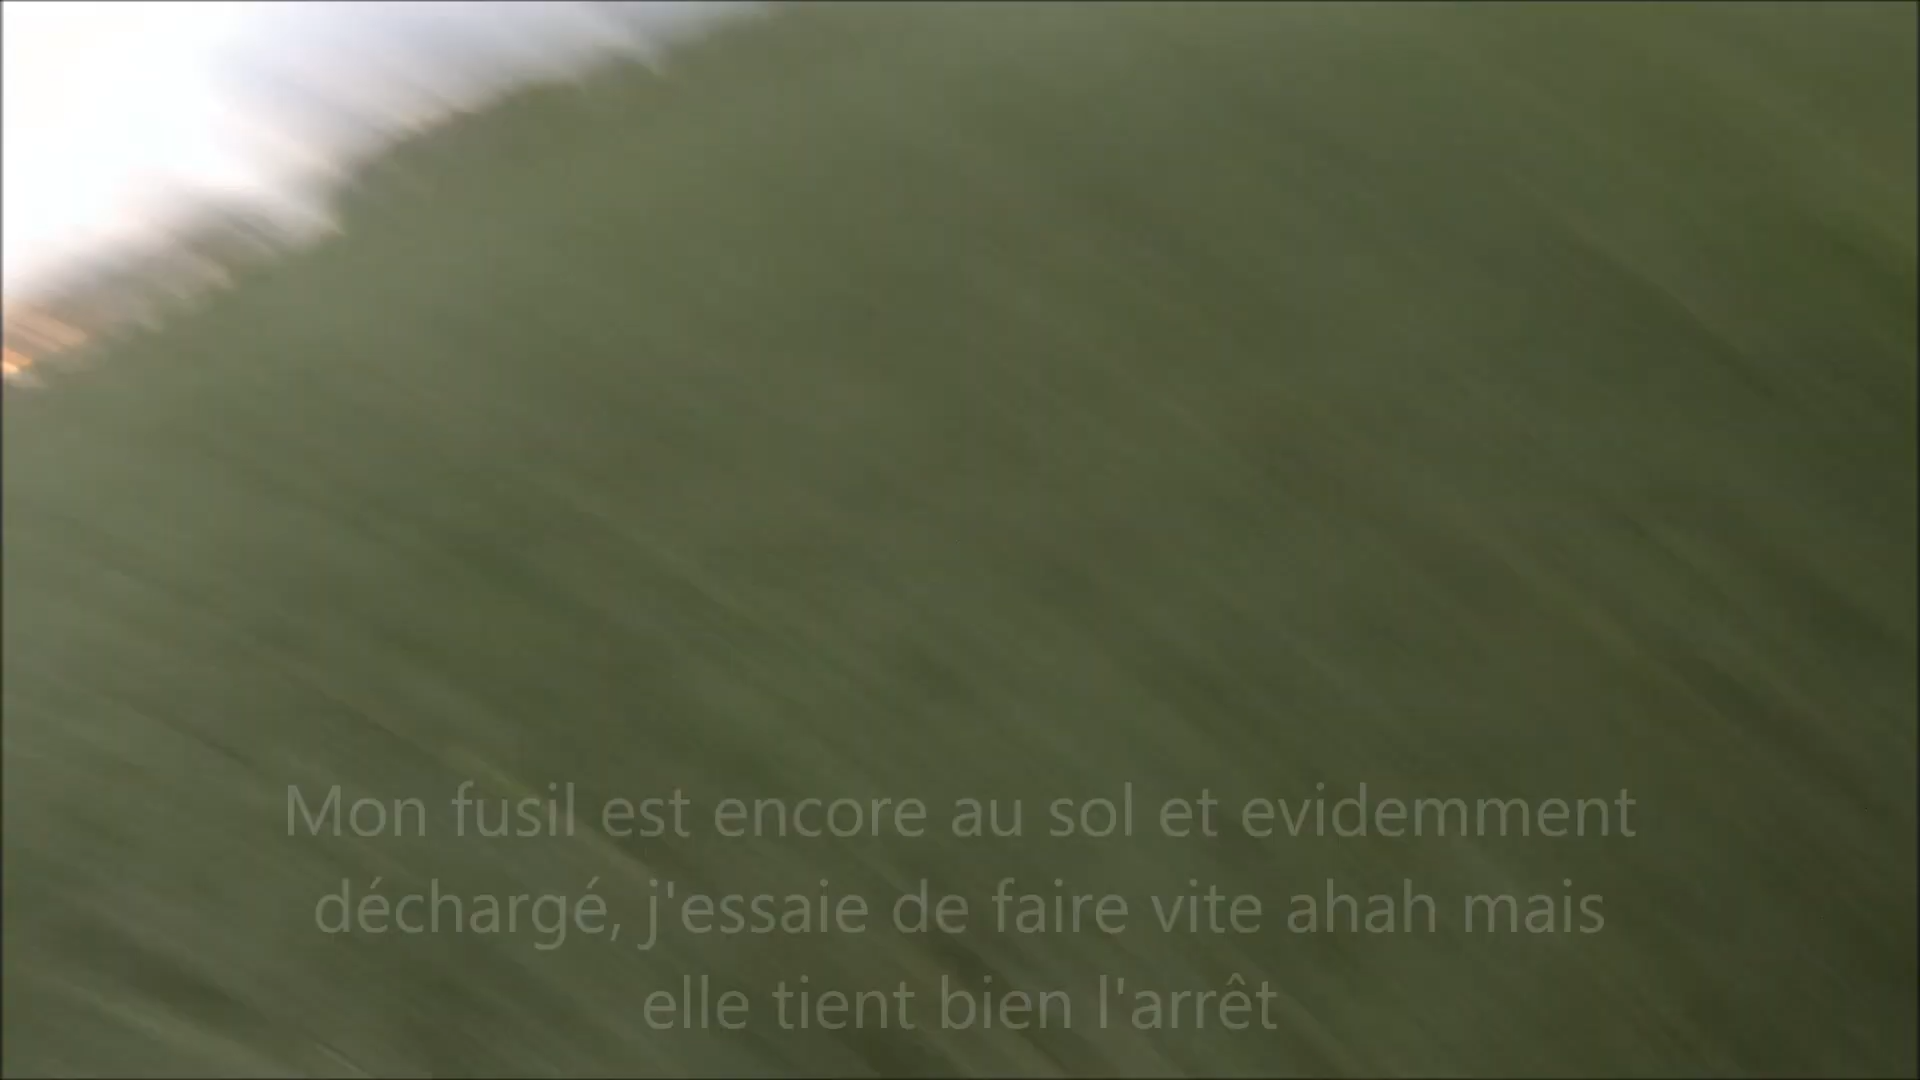 Mon fusil est encore au sol et evidemment
déchargé, j'essaie de faire vite ahah mais
elle tient bien l'arrêt